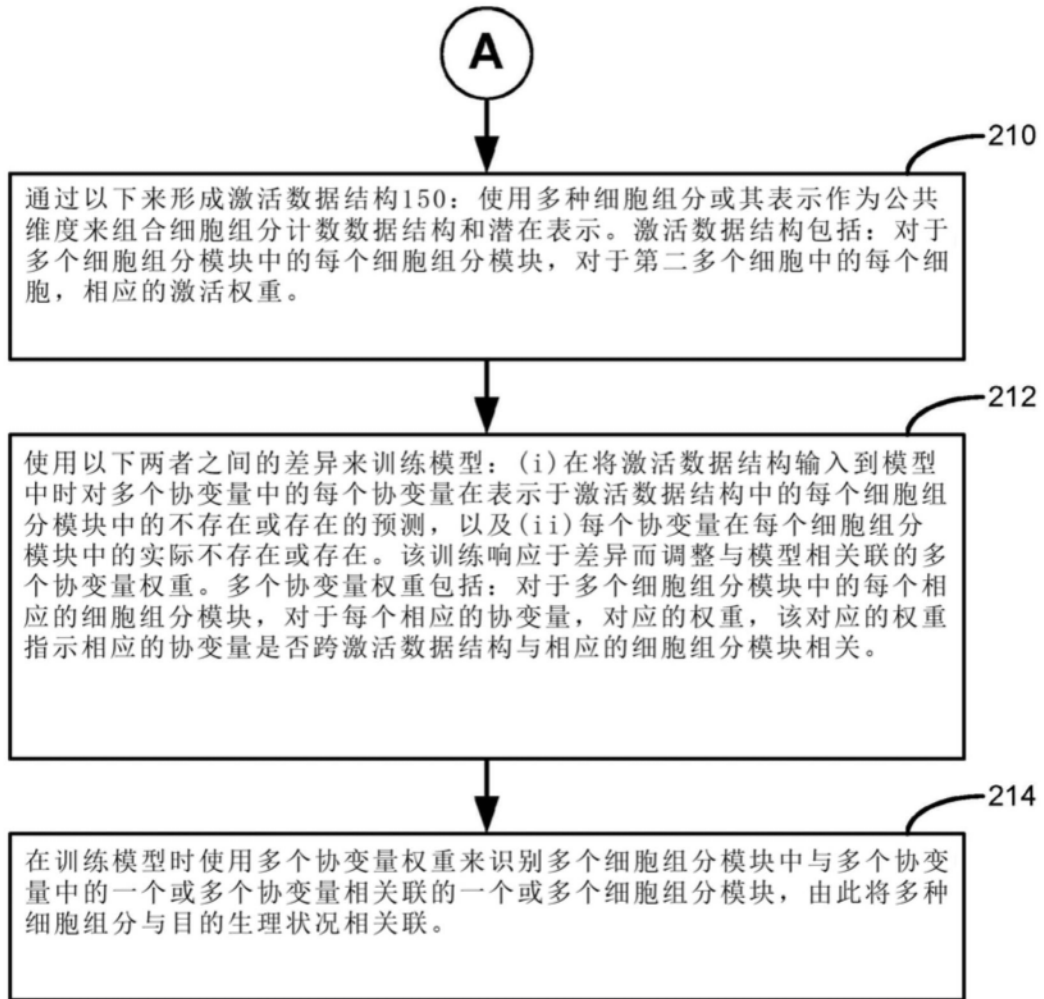 A
210
通过以下来形成激活数据结构150：使用多种细胞组分或其表示作为公共
维度来组合细胞组分计数数据结构和潜在表示。激活数据结构包括：对于
多个细胞组分模块中的每个细胞组分模块，对于第二多个细胞中的每个细
胞，相应的激活权重。
212
使用以下两者之间的差异来训练模型：(i)在将激活数据结构输入到模型
中时对多个协变量中的每个协变量在表示于激活数据结构中的每个细胞组
分模块中的不存在或存在的预测，以及(ii)每个协变量在每个细胞组分
模块中的实际不存在或存在。该训练响应于差异而调整与模型相关联的多
个协变量权重。多个协变量权重包括：对于多个细胞组分模块中的每个相
应的细胞组分模块，对于每个相应的协变量，对应的权重，该对应的权重
指示相应的协变量是否跨激活数据结构与相应的细胞组分模块相关。
214
在训练模型时使用多个协变量权重来识别多个细胞组分模块中与多个协变
量中的一个或多个协变量相关联的一个或多个细胞组分模块，由此将多种
细胞组分与目的生理状况相关联。